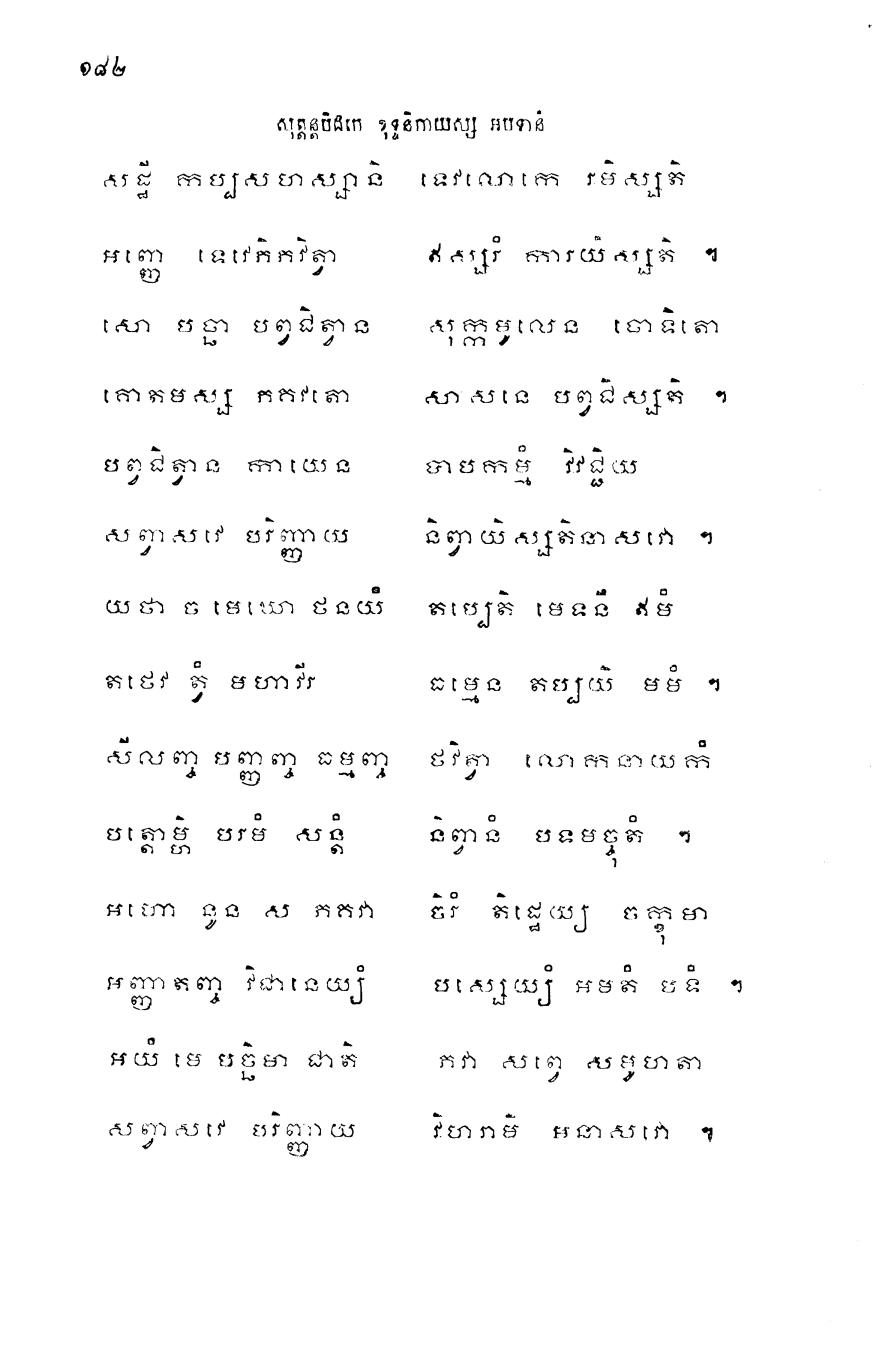 ១៨២
សុត្តន្តបិដកេ ខុទ្ទនិកាយស្ស អបទានំ
សដ្ឋី កប្បសហស្សានិ ទេវលោកេ រមិស្សតិ
អញ្ញេ ទេវេភិភវិត្វា ឥស្សរំ ការយិស្សតិ ។
សោ បច្ឆា បព្វជិត្វាន សុក្កមូលេន ចោទិតោ
គោតមស្ស ភគវតោ សាសនេ បព្វជិស្សតិ ។
បព្វជិត្វាន កាយេន បាបកម្មំ វិវជ្ជិយ
សព្វាសវេ បរិញ្ញាយ និព្វាយិស្សតិនាសវោ ។
យថា ច មេឃោ ថនយំ តប្បេតិ មេទនឹ ឥមំ
តថេវ ត្វំ មហាវីរ ធម្មេន តប្បយិ មមំ ។
សីលញ្ច បញ្ញញ្ច ធម្មញ្ច ថវិត្វា លោកនាយកំ
បត្តោម្ហិ បរមំ សន្តំ និព្វានំ បទមច្ចុតំ ។
អហោ នូន ស ភគវា ចិរំ តិដ្ឋេយ្យ ចក្ខុមា
អញ្ញាតញ្ច វិជានេយ្យំ បស្សេយ្យំ អមតំ បទំ ។
អយំ មេ បច្ឆិមា ជាតិ ភវា សព្វេ សមូហតា
សព្វាសវេ បរិញ្ញាយ វិហរាមិ អនាសវោ ។